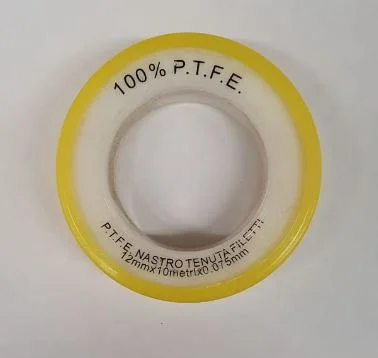 100% P.T.F.E.
P.T.F.E. NASTRO TENUTA FILETTI
12mmx10metrix0.075mm